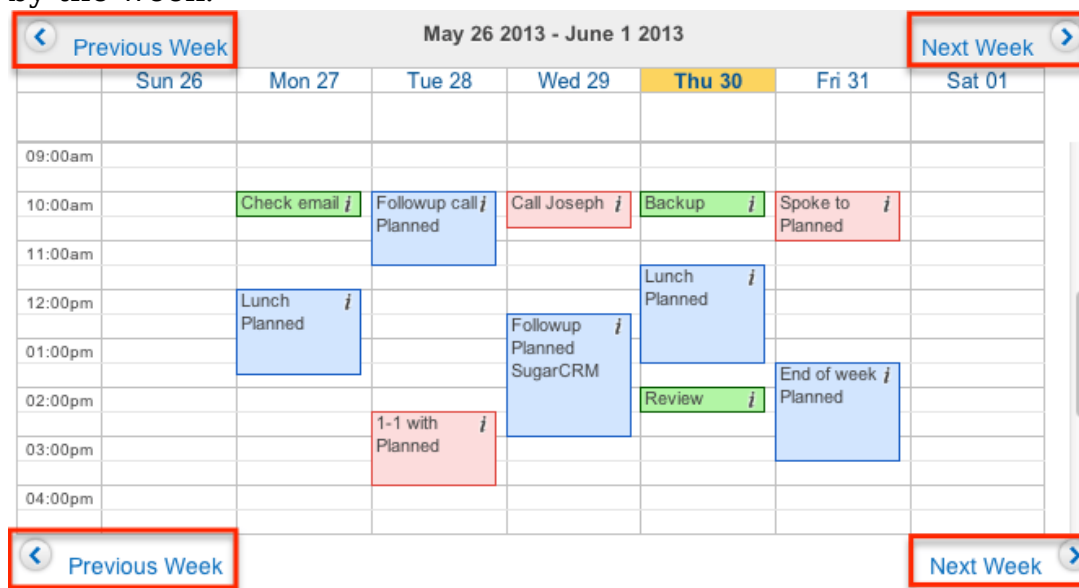 by the week.
Previous Week
May 26 2013 - June 1 2013
Next Week
Sun 26
Mon 27
Tue 28
Wed 29
Thu 30
Fri 31
Sat 01
09:00am
10:00am
Check email i
Followup call i
Planned
Call Joseph i
Backup i
Spoke to i
Planned
11:00am
Lunch i
Planned
12:00pm
Lunch i
Planned
Followup i
Planned
SugarCRM
01:00pm
End of week i
Planned
02:00pm
Review i
1-1 with i
Planned
03:00pm
04:00pm
Previous Week
Next Week